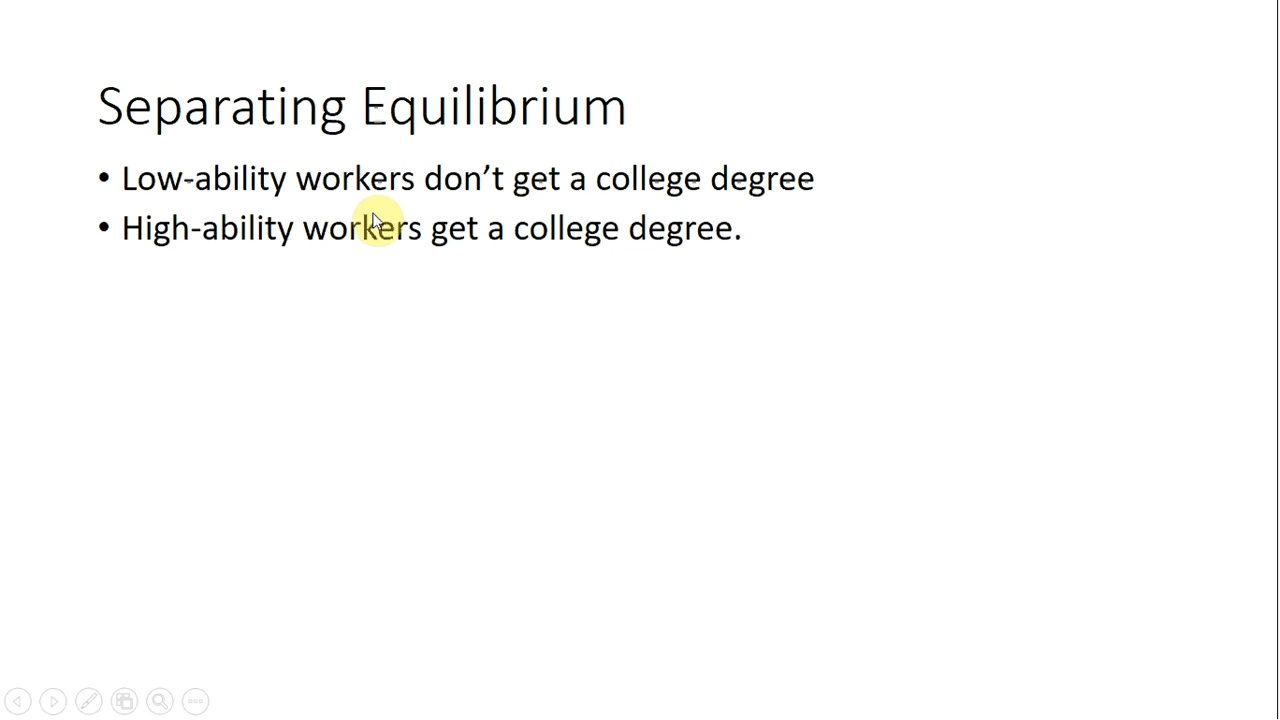 Separating Equilibrium
• Low-ability workers don’t get a college degree
• High-ability workers get a college degree.